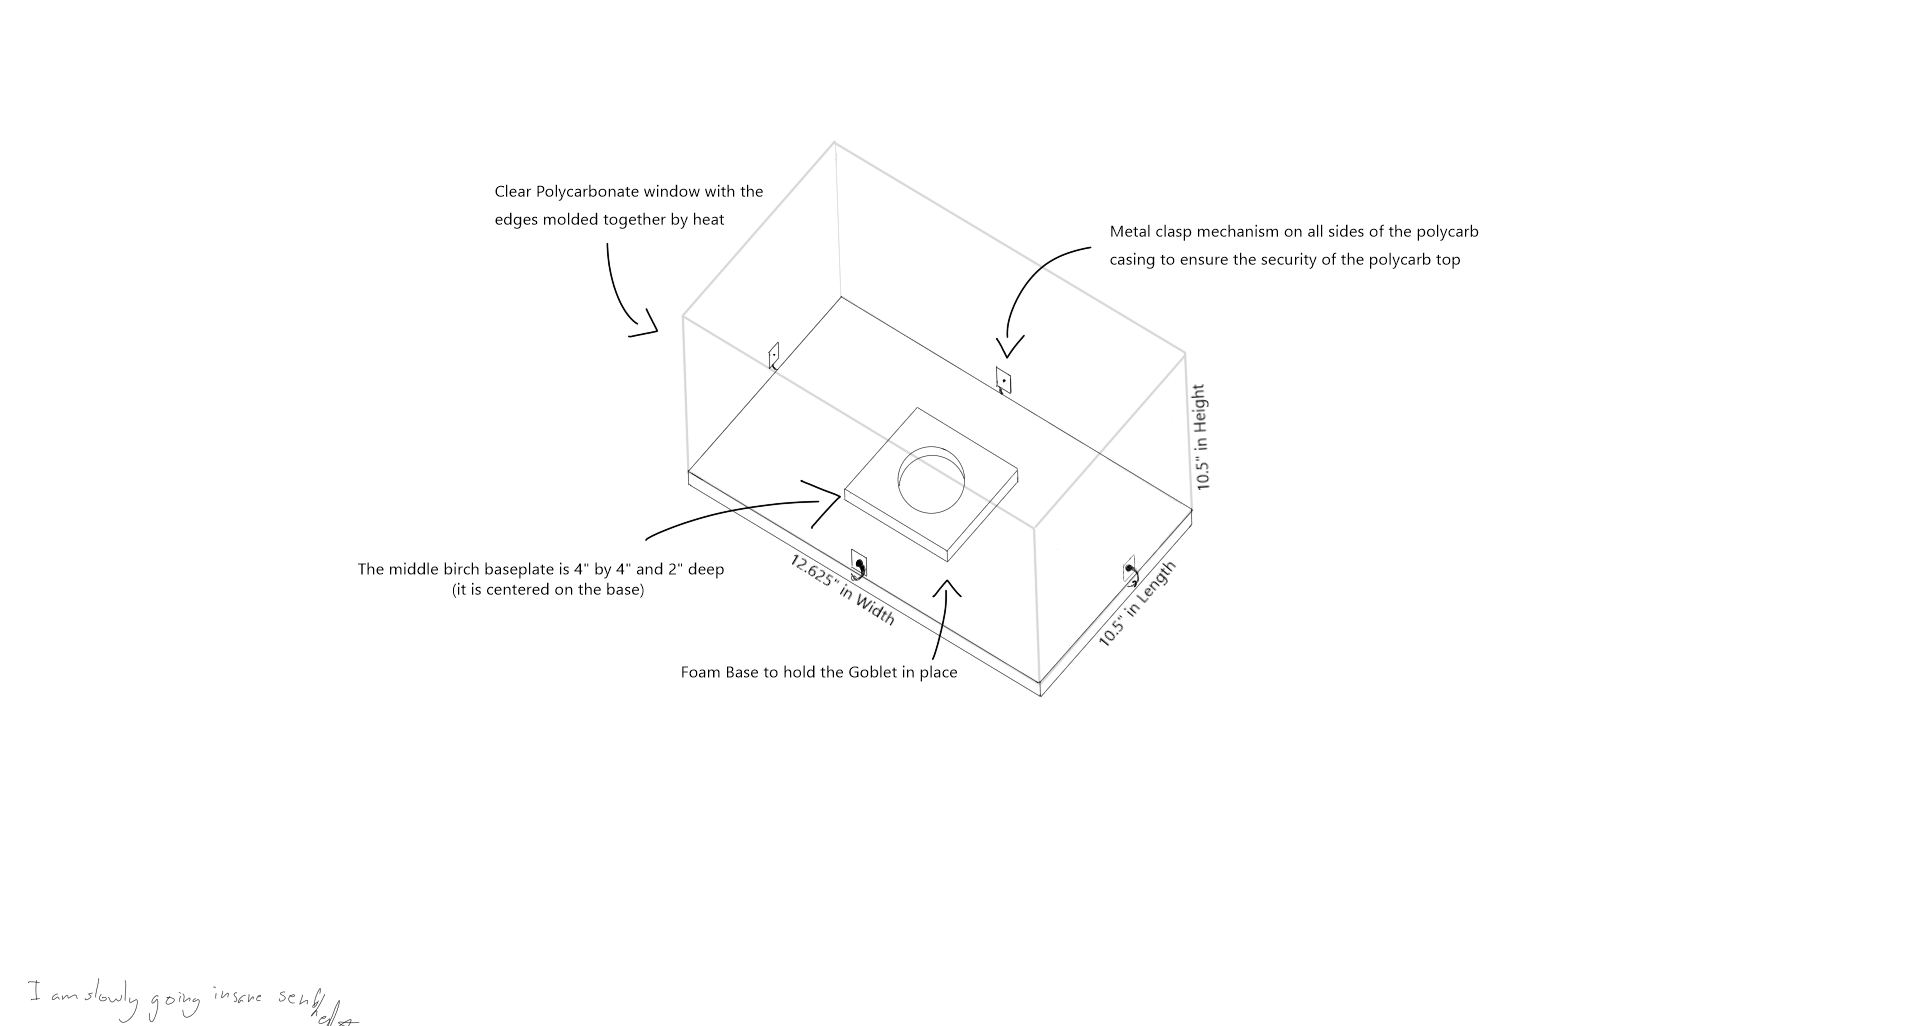 Clear Polycarbonate window with the
edges molded together by heat
Metal clasp mechanism on all sides of the polycarb
casing to ensure the security of the polycarb top
10.5" in Height
The middle birch baseplate is 4" by 4" and 2" deep
(it is centered on the base)
12.625" in Width
10.5" in Length
Foam Base to hold the Goblet in place
I am slowly going insane send help